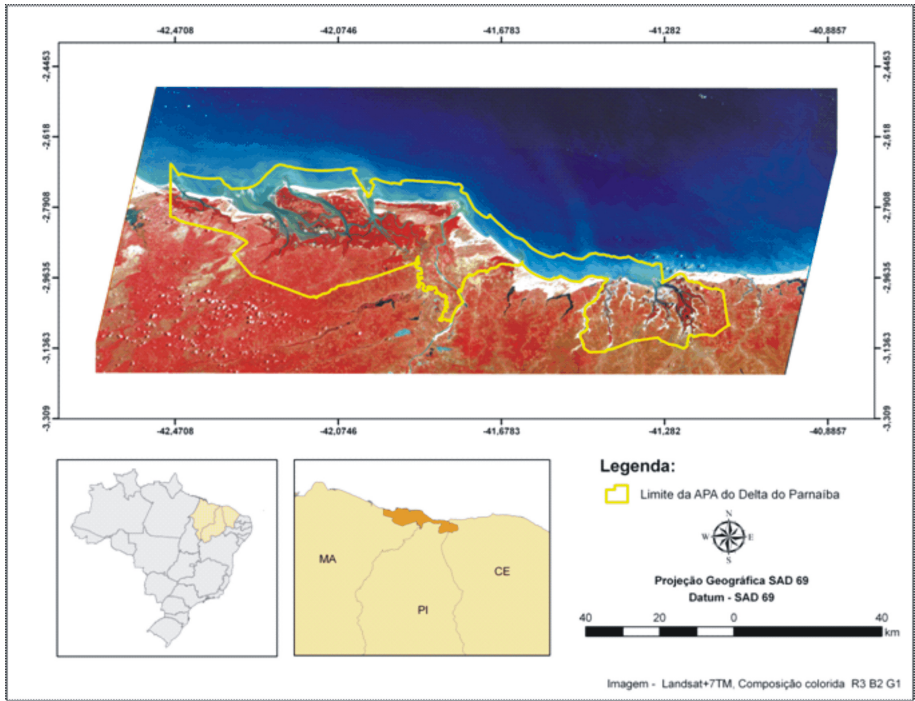 -42,4708 -42,0746 -41,6783 -41,282 -40,8857
-2,4453 -2,4453
-2,618 -2,618
-2,7908 -2,7908
-2,9635 -2,9635
-3,1363 -3,1363
-3,309 -3,309
-42,4708 -42,0746 -41,6783 -41,282 -40,8857
MA
CE
PI
Legenda:
Limite da APA do Delta do Parnaíba
N
W E
S
Projeção Geográfica SAD 69
Datum - SAD 69
40 20 0 40
km
Imagem - Landsat+7TM, Composição colorida R3 B2 G1